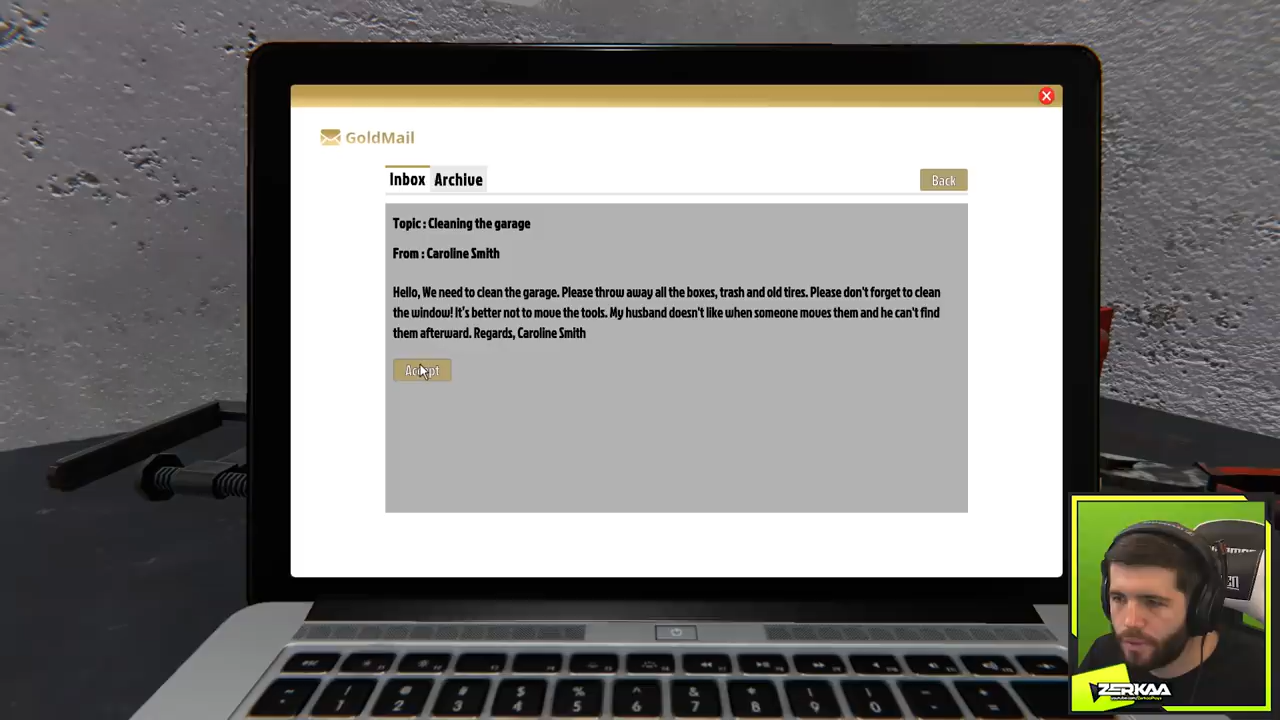 GoldMail
Inbox Archive
Back
Topic : Cleaning the garage
From : Caroline Smith
Hello, We need to clean the garage. Please throw away all the boxes, trash and old tires. Please don't forget to clean
the window! It's better not to move the tools. My husband doesn't like when someone moves them and he can't find
them afterward. Regards, Caroline Smith
Accept
ZERKAA